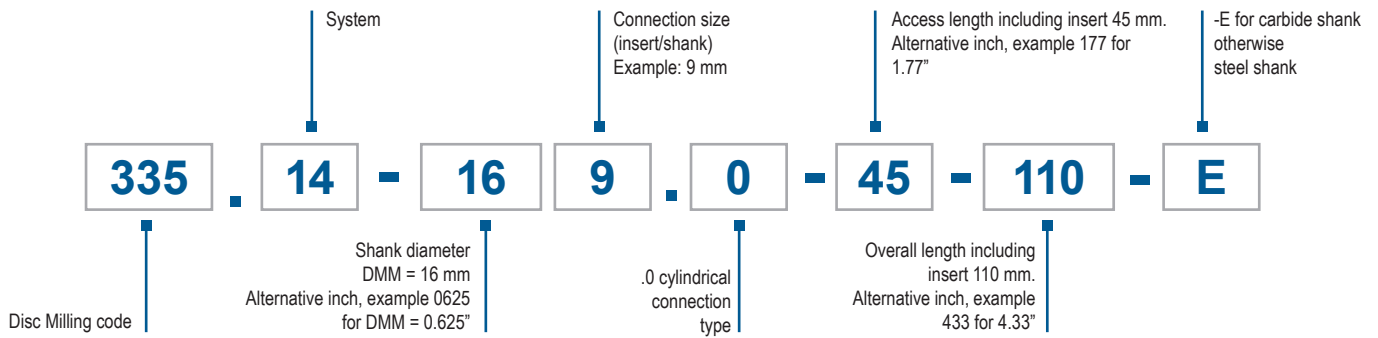 System
Connection size
(insert/shank)
Example: 9 mm
Access length including insert 45 mm.
Alternative inch, example 177 for
1.77”
-E for carbide shank
otherwise
steel shank
335 . 14 - 16 9 . 0 - 45 - 110 - E
Disc Milling code
Shank diameter
DMM = 16 mm
Alternative inch, example 0625
for DMM = 0.625”
.0 cylindrical
connection
type
Overall length including
insert 110 mm.
Alternative inch, example
433 for 4.33”